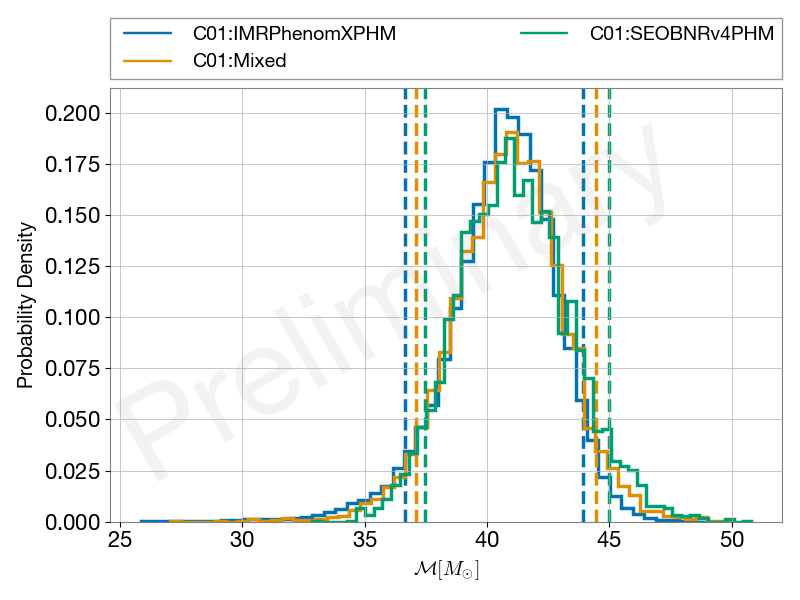 C01:IMRPhenomXPHM
C01:SEOBNRv4PHM
C01:Mixed
Preliminary
Probability Density
0.200
0.175
0.150
0.125
0.100
0.075
0.050
0.025
0.000
25 30 35 40 45 50
ℳ[M⊙]